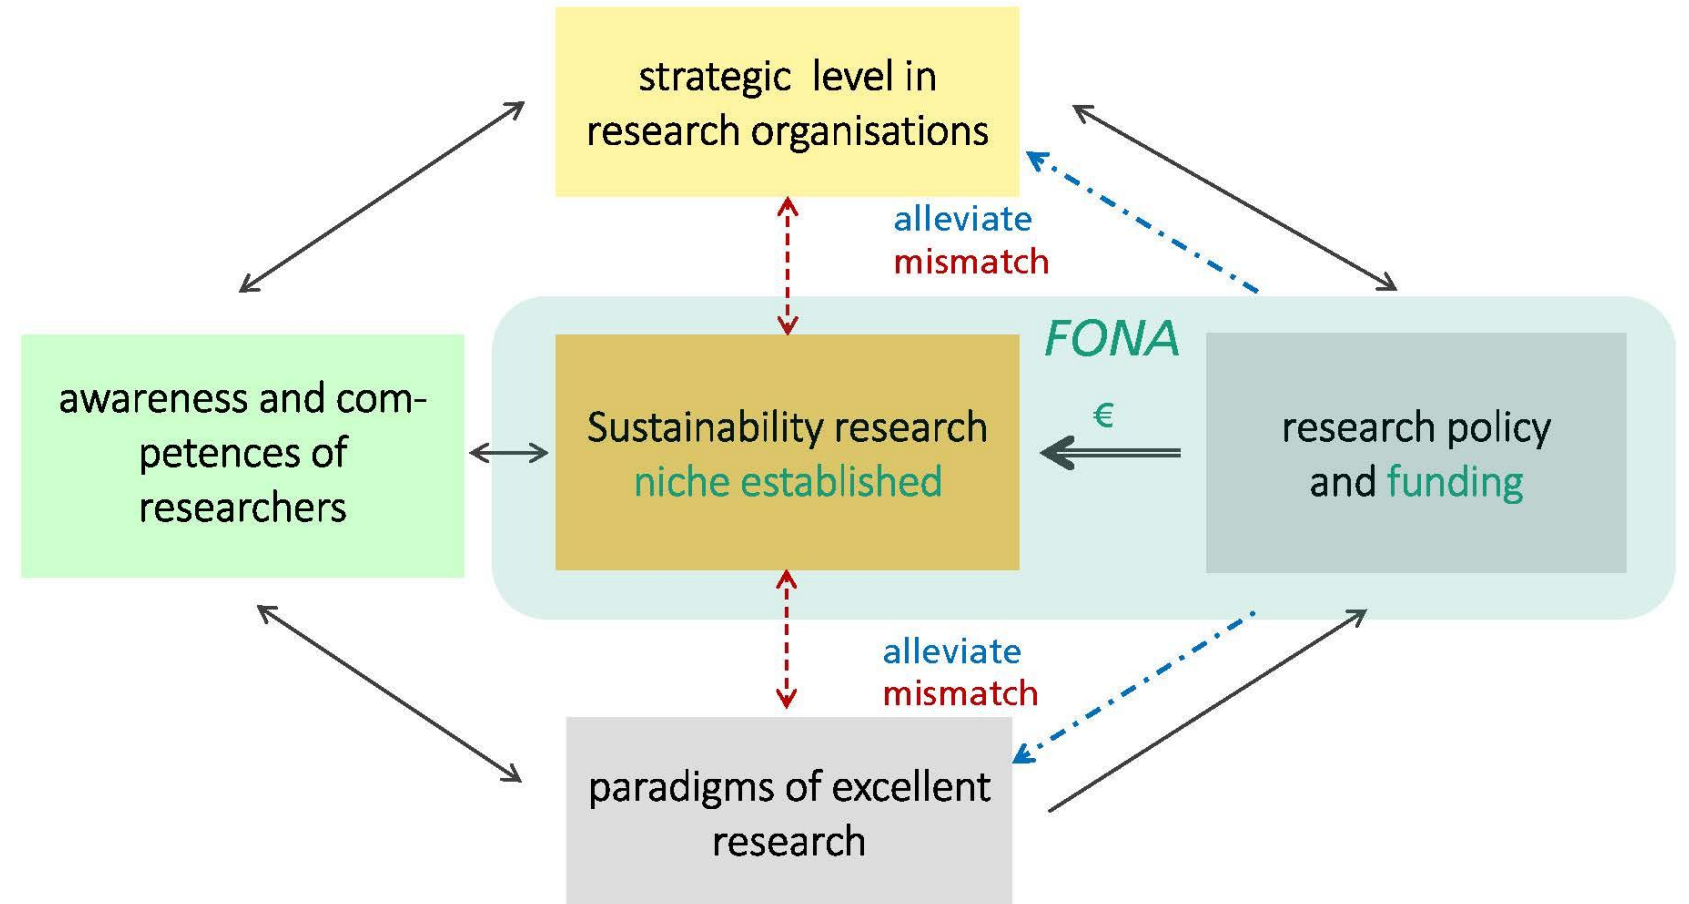 strategic level in
research organisations
alleviate
mismatch
FONA
€
awareness and com-
petences of
researchers
Sustainability research
niche established
research policy
and funding
alleviate
mismatch
paradigms of excellent
research